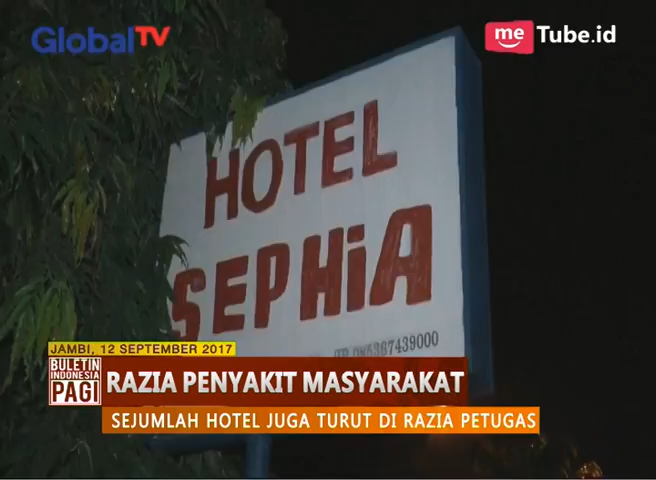 GlobalTV
me Tube.id
HOTEL
SEPHiA
JAMBI, 12 SEPTEMBER 2017
BULETIN
INDONESIA
PAGI
RAZIA PENYAKIT MASYARAKAT
SEJUMLAH HOTEL JUGA TURUT DI RAZIA PETUGAS